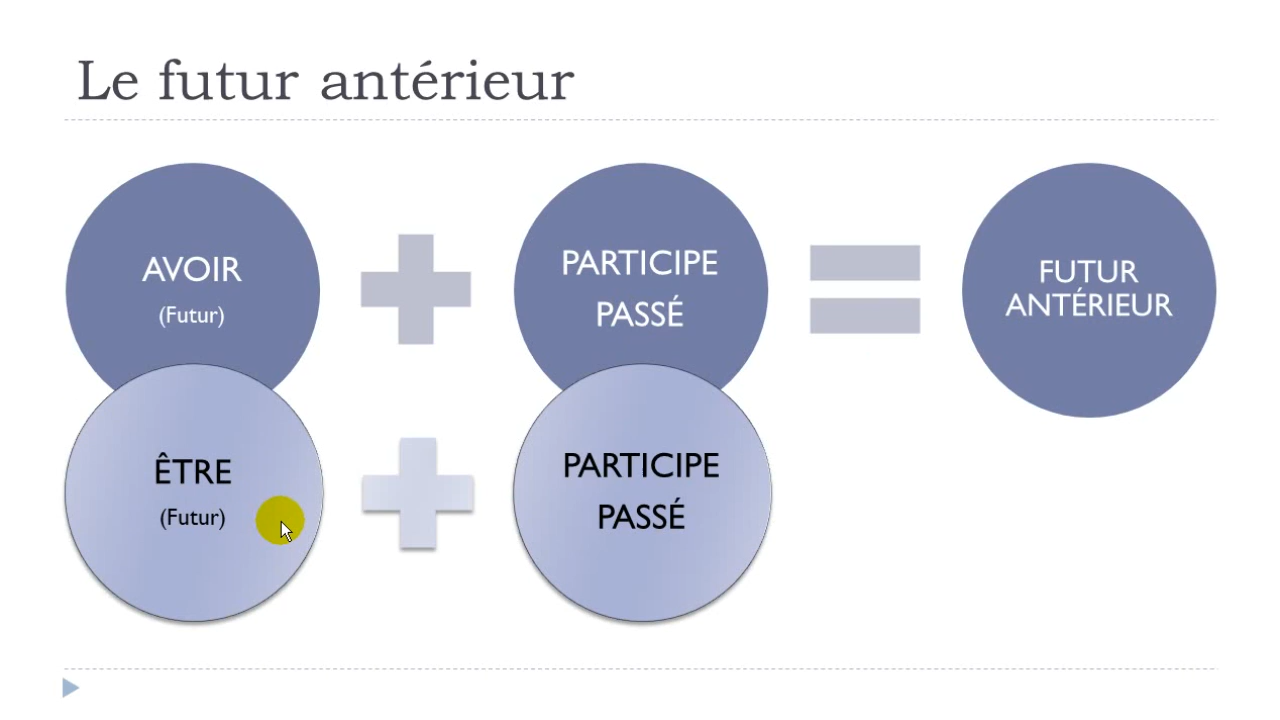 Le futur antérieur
AVOIR
(Futur)
PARTICIPE
PASSÉ
FUTUR
ANTÉRIEUR
ÊTRE
(Futur)
PARTICIPE
PASSÉ